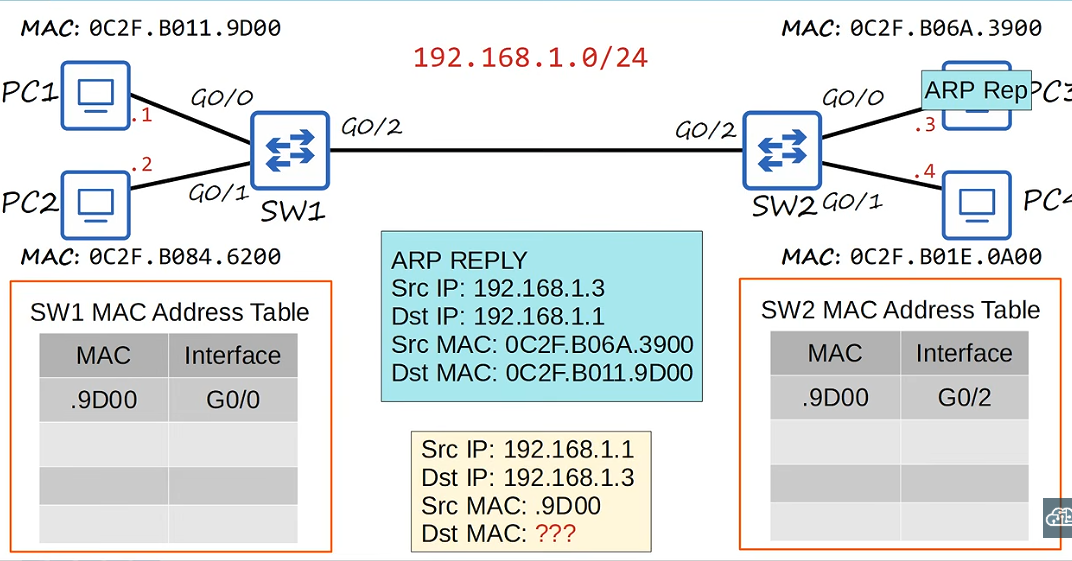 MAC: 0C2F.B011.9D00
MAC: 0C2F.B06A.3900
192.168.1.0/24
PC1
.1
G0/0
G0/2
G0/2
G0/0
ARP Rep
PC3
.3
PC2
.2
G0/1
SW1
SW2
G0/1
.4
PC4
MAC: 0C2F.B084.6200
MAC: 0C2F.B01E.0A00
ARP REPLY
Src IP: 192.168.1.3
Dst IP: 192.168.1.1
Src MAC: 0C2F.B06A.3900
Dst MAC: 0C2F.B011.9D00
SW1 MAC Address Table
MAC Interface
.9D00 G0/0
Src IP: 192.168.1.1
Dst IP: 192.168.1.3
Src MAC: .9D00
Dst MAC: ???
SW2 MAC Address Table
MAC Interface
.9D00 G0/2